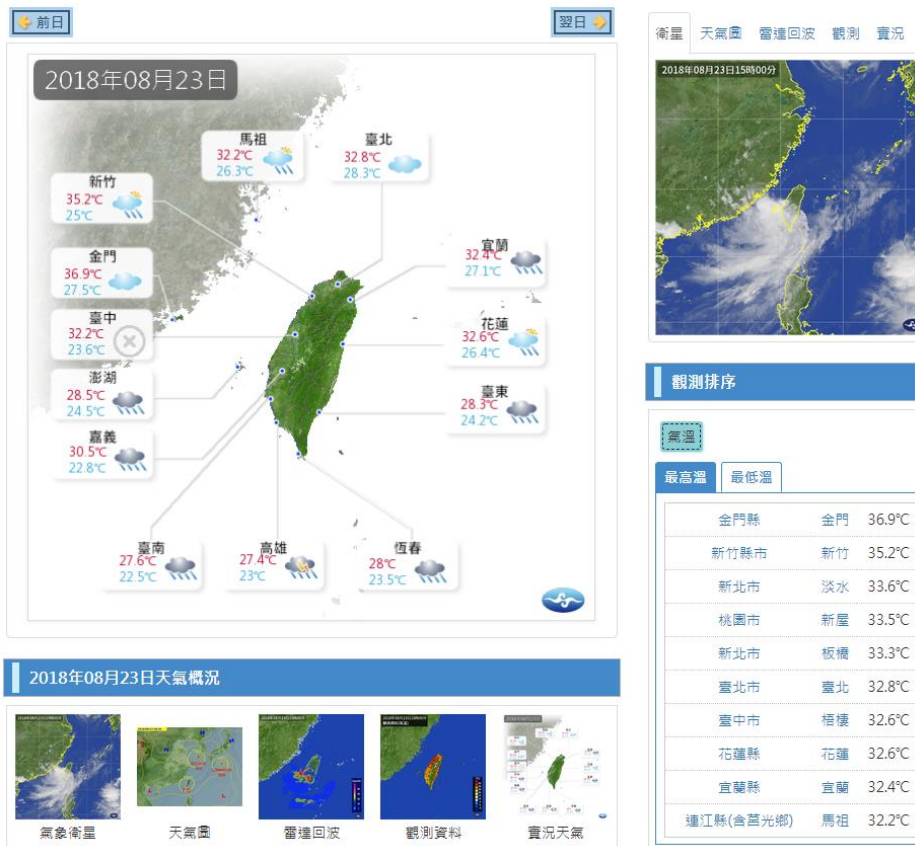 前日
翌日
2018年08月23日
馬祖
32.2℃
26.3℃
臺北
32.8℃
28.3℃
新竹
35.2℃
25℃
金門
36.9℃
27.5℃
臺中
32.2℃
23.6℃
澎湖
28.5℃
24.5℃
嘉義
30.5℃
22.8℃
宜蘭
32.4℃
27.1℃
花蓮
32.6℃
26.4℃
臺東
28.3℃
24.2℃
臺南
27.6℃
22.5℃
高雄
27.4℃
23℃
恆春
28℃
23.5℃
2018年08月23日天氣概況
氣象衛星 天氣圖 雷達回波 觀測資料 實況天氣
衛星 天氣圖 雷達回波 觀測 實況
2018年08月23日15時00分
觀測排序
氣溫
最高溫 最低溫
金門縣 金門 36.9℃
新竹縣市 新竹 35.2℃
新北市 淡水 33.6℃
桃園市 新屋 33.5℃
新北市 板橋 33.3℃
臺北市 臺北 32.8℃
臺中市 梧棲 32.6℃
花蓮縣 花蓮 32.6℃
宜蘭縣 宜蘭 32.4℃
連江縣(含莒光鄉) 馬祖 32.2℃